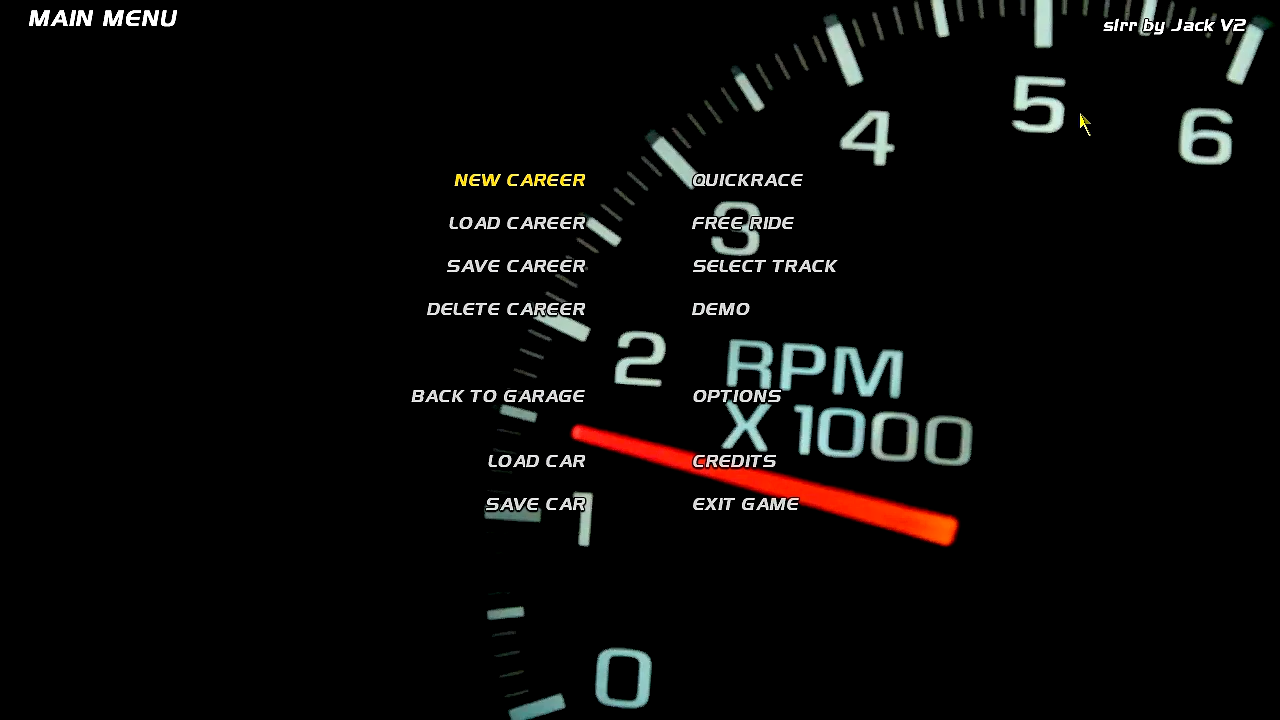 MAIN MENU
slrr by Jack V2
NEW CAREER
LOAD CAREER
SAVE CAREER
DELETE CAREER
BACK TO GARAGE
LOAD CAR
SAVE CAR
QUICKRACE
FREE RIDE
SELECT TRACK
DEMO
OPTIONS
CREDITS
EXIT GAME
0
1
2
3
4
5
6
RPM
X 1000